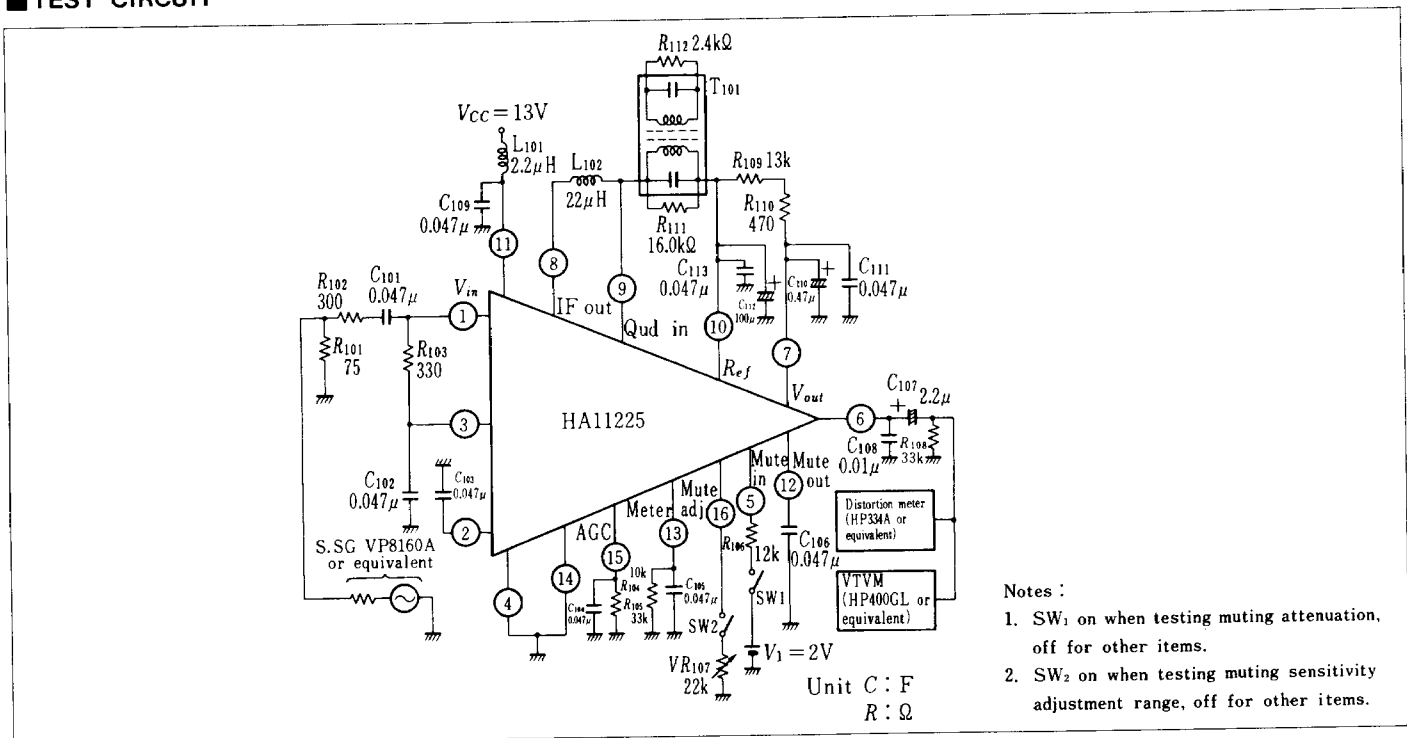 ■TEST CIRCUIT
R112 2.4kΩ
T101
VCC=13V
L101
2.2μH
L102
22μH
R109 13k
R110
470
R111
16.0kΩ
C109
0.047μ
C113
0.047μ
C112
100μ
C110
0.47μ
C111
0.047μ
11
8
9
10
7
R102
300
C101
0.047μ
Vin
1
IF out
Qud in
Ref
Vout
R101
75
R103
330
3
HA11225
6
C107
2.2μ
C108
0.01μ
R108
33k
C102
0.047μ
C103
0.047μ
2
Mute in
Mute out
Mute adj
Meter
AGC
5
12
16
13
15
14
4
R106
12k
C106
0.047μ
SW1
SW2
10k
R104
R105
33k
C104
0.047μ
C105
0.047μ
S.SG VP8160A
or equivalent
VR107
22k
V1=2V
Distortion meter
(HP334A or
equivalent)
VTVM
(HP400GL or
equivalent)
Unit C : F
R : Ω
Notes :
1. SW1 on when testing muting attenuation,
off for other items.
2. SW2 on when testing muting sensitivity
adjustment range, off for other items.